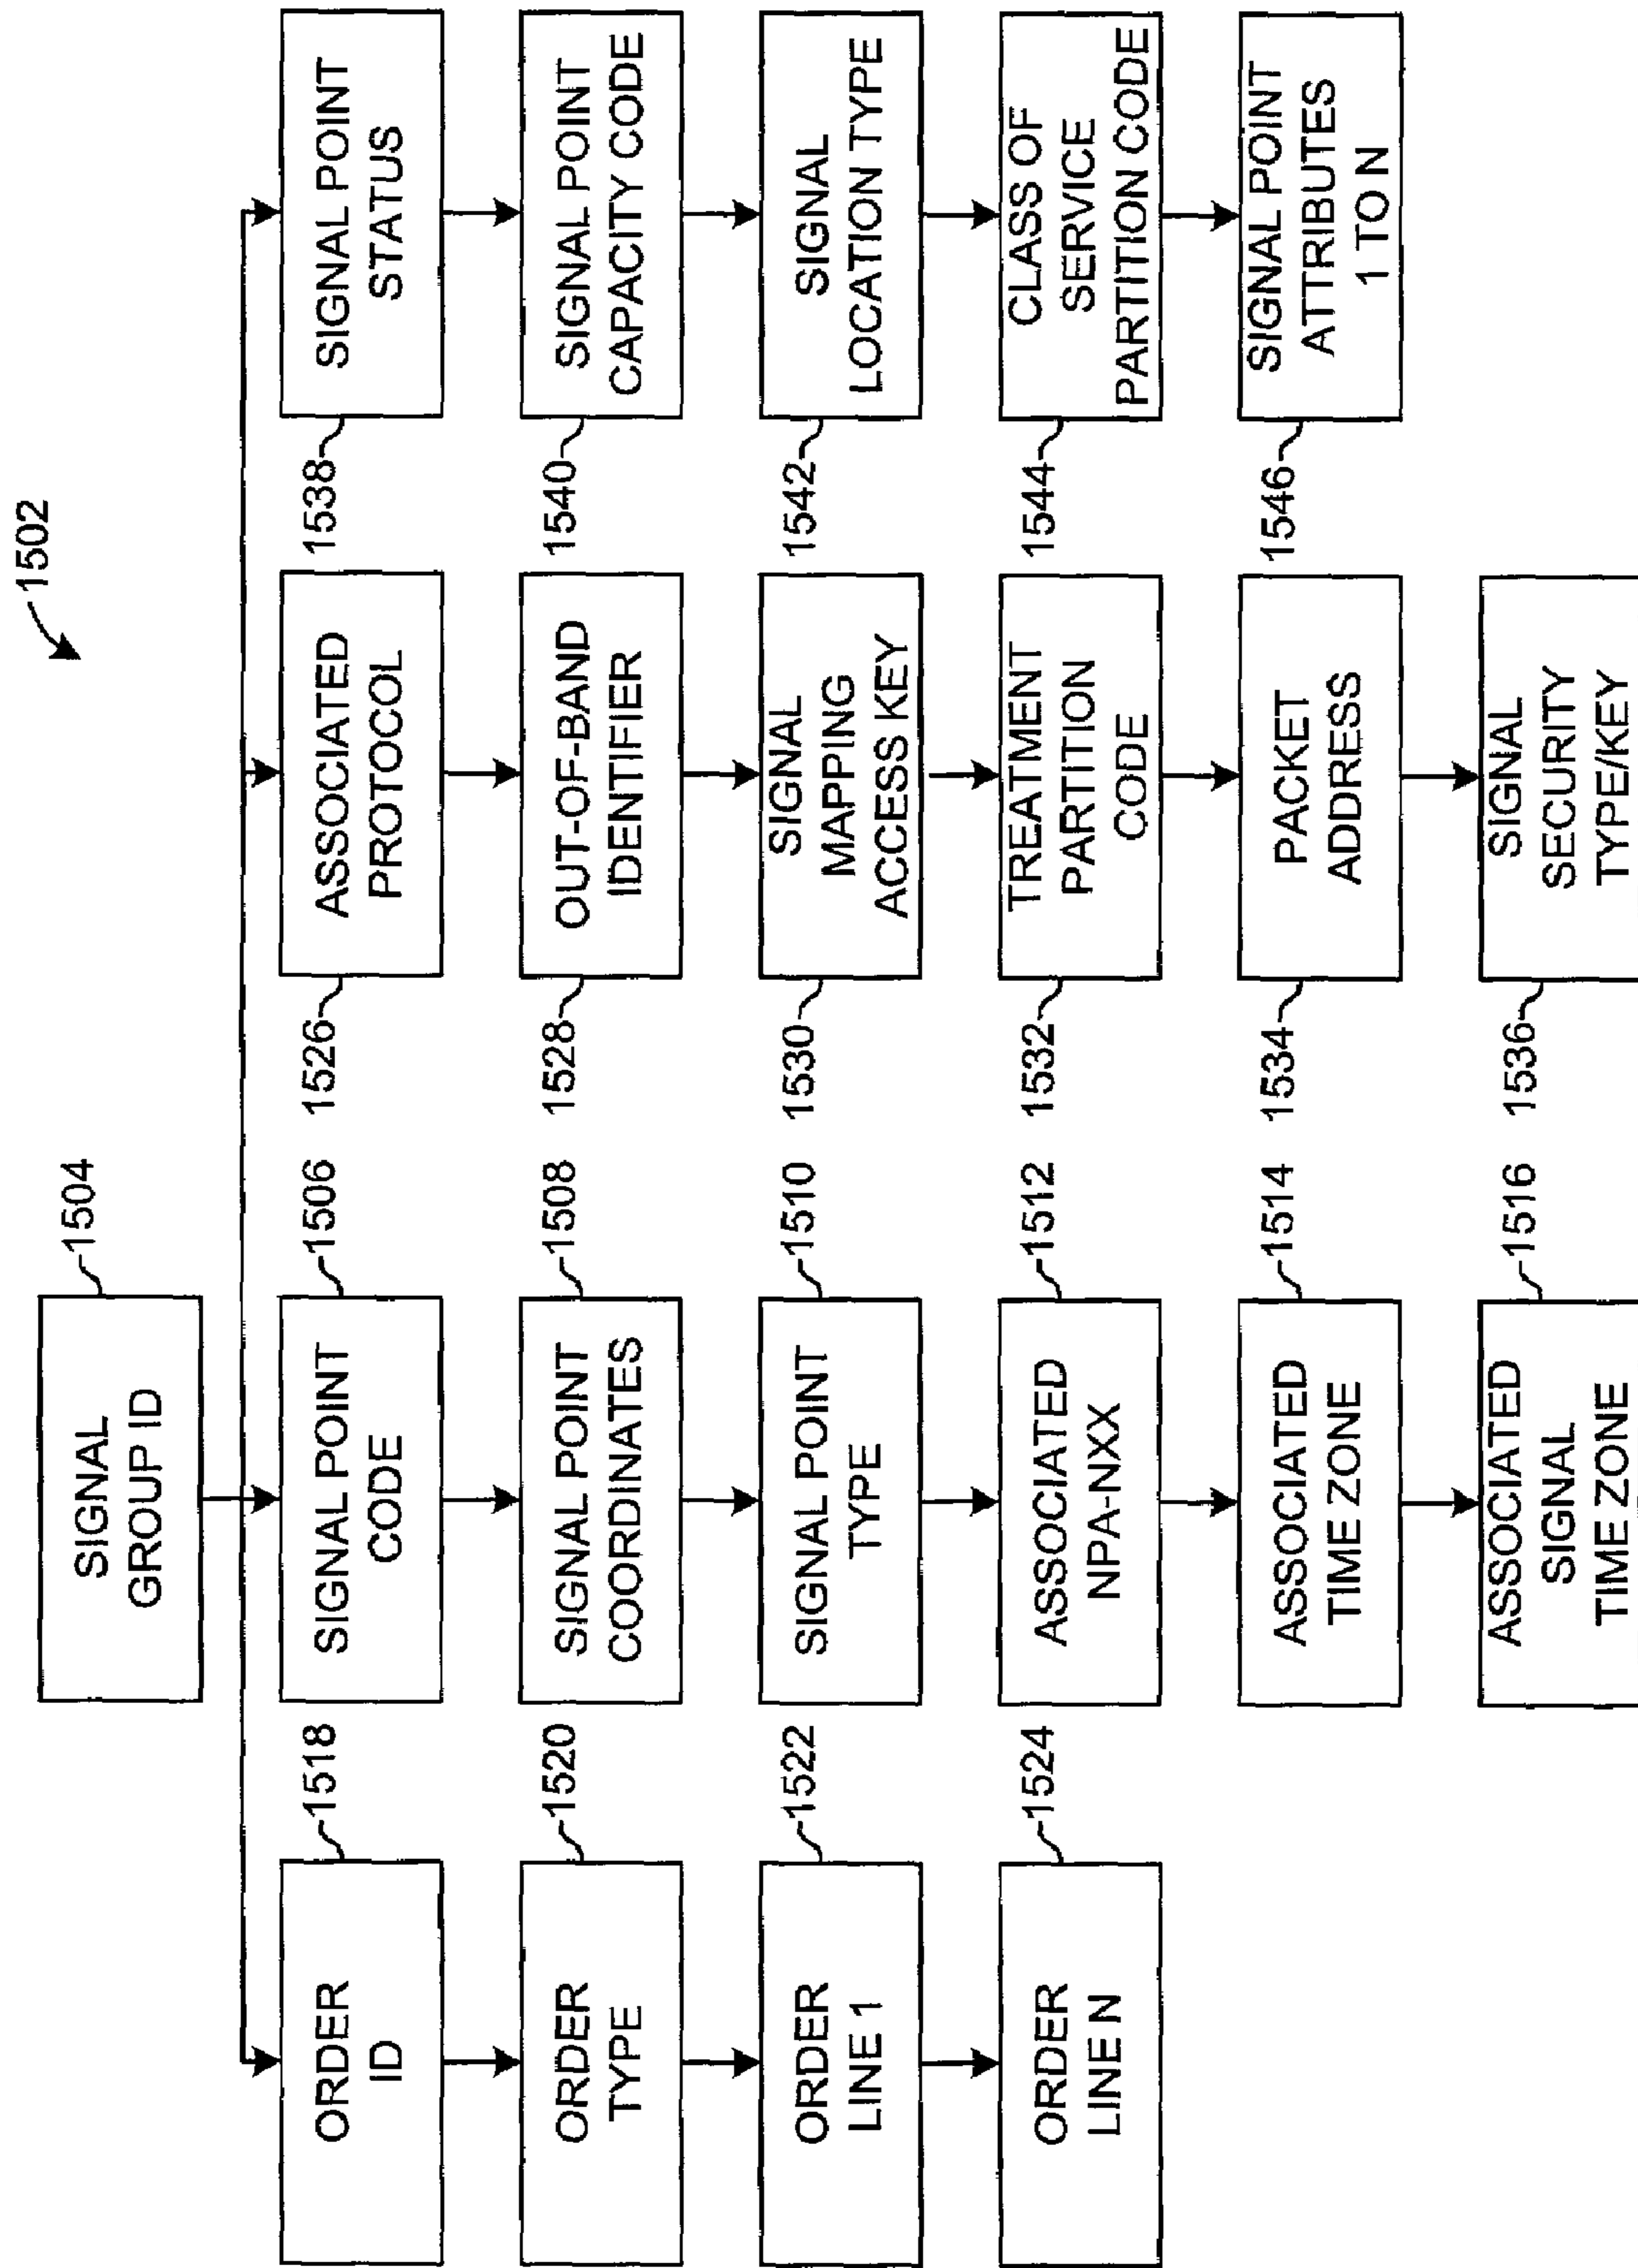 1502
SIGNAL
GROUP ID
1504
ORDER
ID
1518
ORDER
TYPE
1520
ORDER
LINE 1
1522
ORDER
LINE N
1524
SIGNAL POINT
CODE
1506
SIGNAL POINT
COORDINATES
1508
SIGNAL POINT
TYPE
1510
ASSOCIATED
NPA-NXX
1512
ASSOCIATED
TIME ZONE
1514
ASSOCIATED
SIGNAL
TIME ZONE
1516
1526
ASSOCIATED
PROTOCOL
1528
OUT-OF-BAND
IDENTIFIER
1530
SIGNAL
MAPPING
ACCESS KEY
1532
TREATMENT
PARTITION
CODE
1534
PACKET
ADDRESS
1536
SIGNAL
SECURITY
TYPE/KEY
1538
SIGNAL POINT
STATUS
1540
SIGNAL POINT
CAPACITY CODE
1542
SIGNAL
LOCATION TYPE
1544
CLASS OF
SERVICE
PARTITION CODE
1546
SIGNAL POINT
ATTRIBUTES
1 TO N